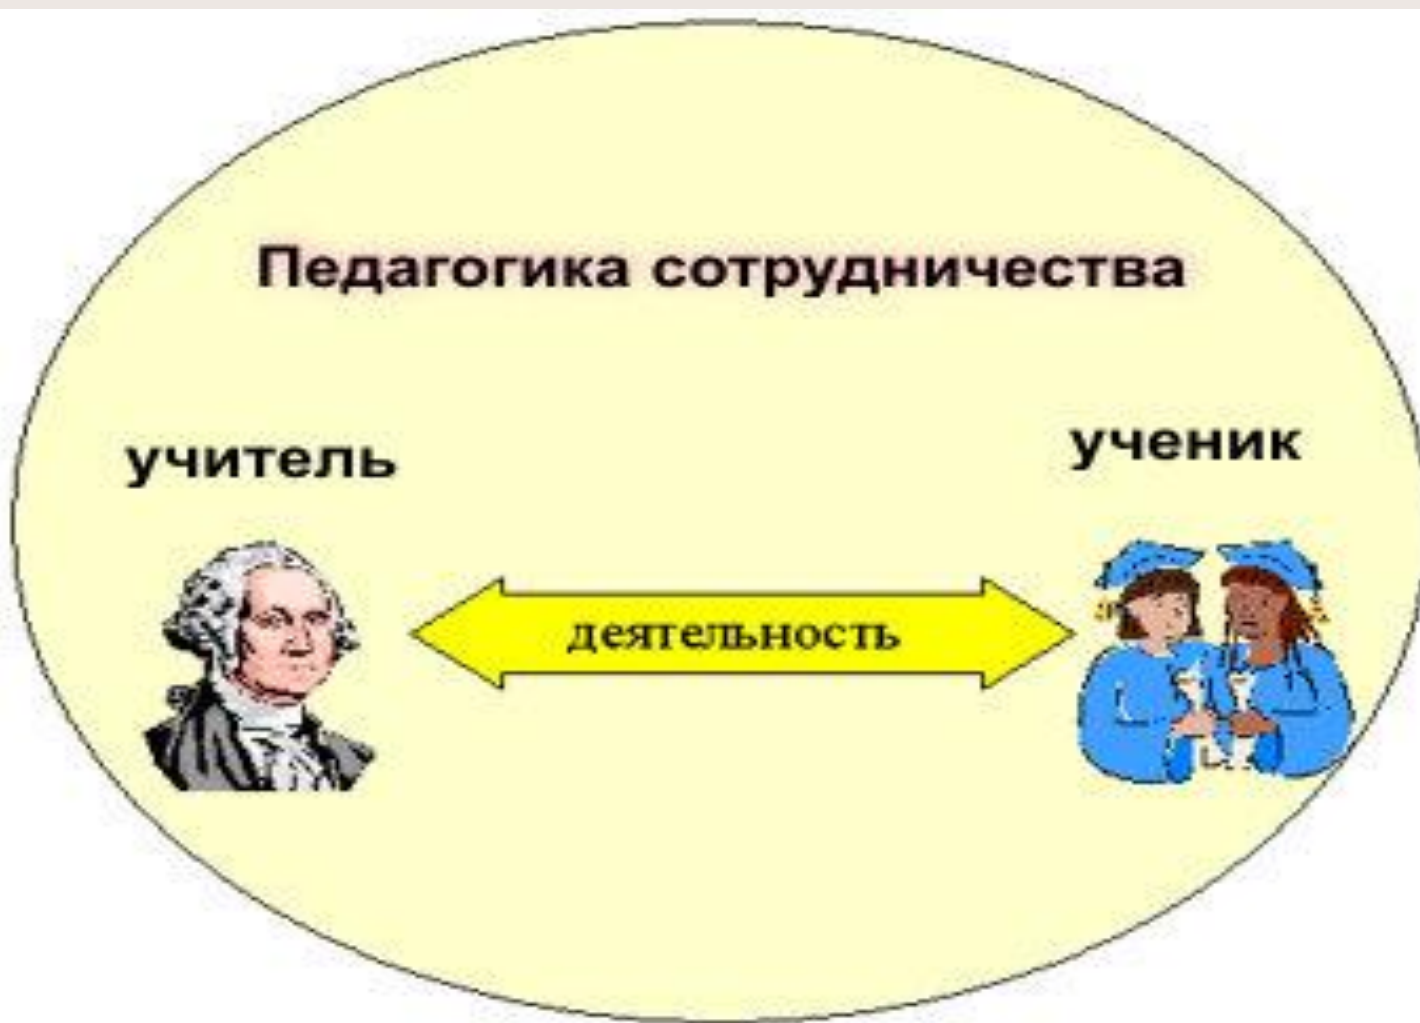 Педагогика сотрудничества
учитель
ученик
деятельность